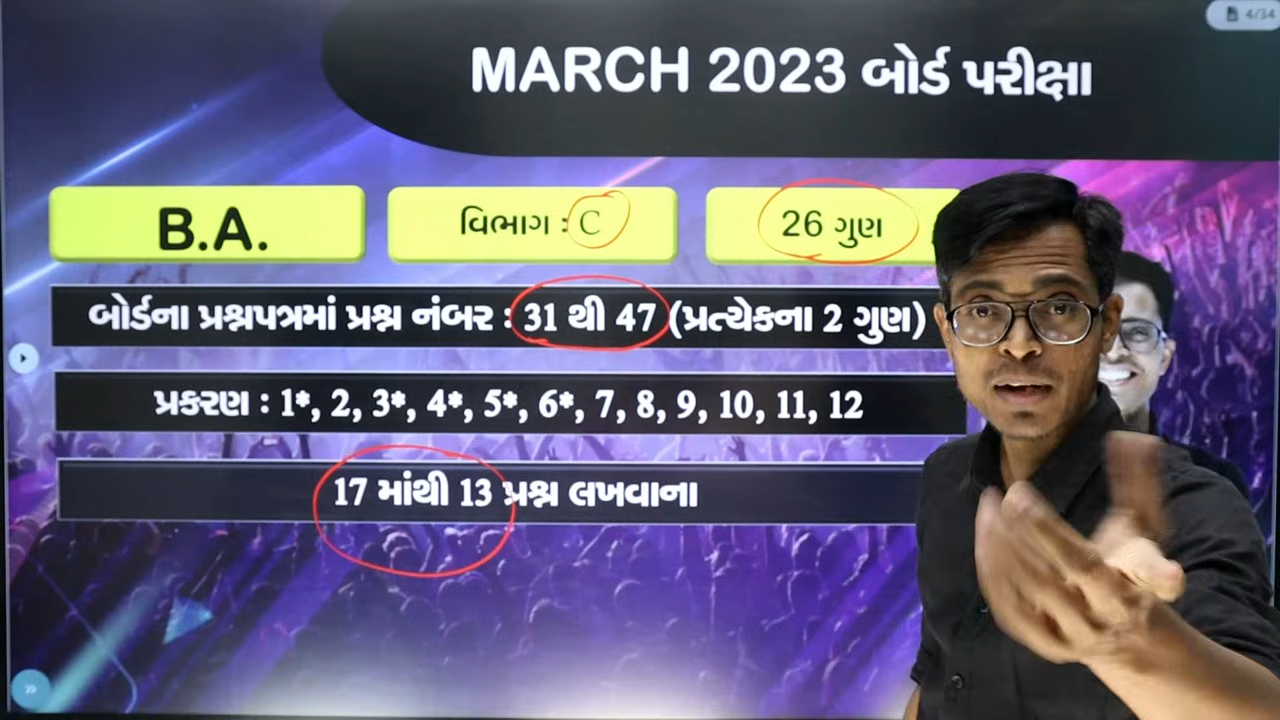 4/34
MARCH 2023 બોર્ડ પરીક્ષા
B.A.
વિભાગ : C
26 ગુણ
બોર્ડના પ્રશ્નપત્રમાં પ્રશ્ન નંબર : 31 થી 47 (પ્રત્યેકના 2 ગુણ)
પ્રકરણ : 1*, 2, 3*, 4*, 5*, 6*, 7, 8, 9, 10, 11, 12
17 માંથી 13 પ્રશ્ન લખવાના